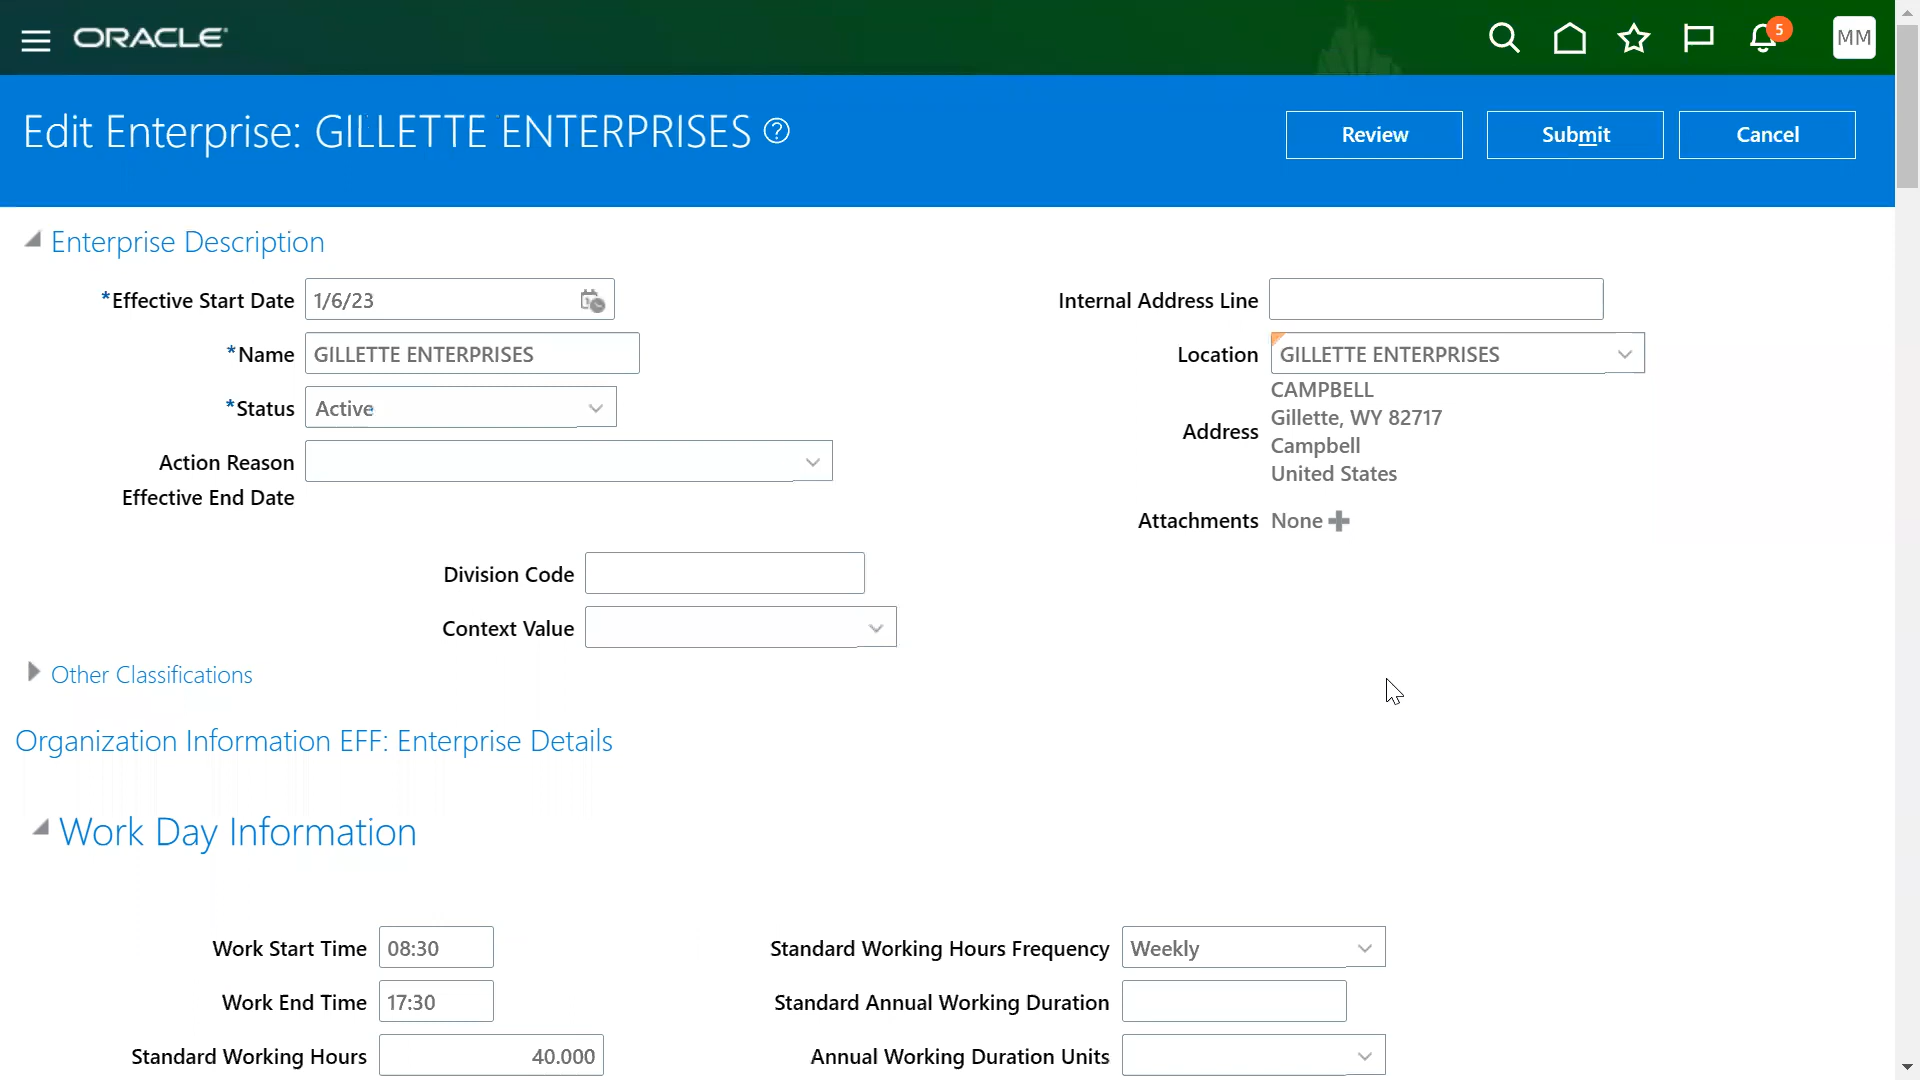 ORACLE
5
MM
Edit Enterprise: GILLETTE ENTERPRISES ?
Review
Submit
Cancel
Enterprise Description
*Effective Start Date 1/6/23
*Name GILLETTE ENTERPRISES
*Status Active
Action Reason
Effective End Date
Internal Address Line
Location GILLETTE ENTERPRISES
Address CAMPBELL
Gillette, WY 82717
Campbell
United States
Attachments None
Division Code
Context Value
Other Classifications
Organization Information EFF: Enterprise Details
Work Day Information
Work Start Time 08:30
Work End Time 17:30
Standard Working Hours 40.000
Standard Working Hours Frequency Weekly
Standard Annual Working Duration
Annual Working Duration Units